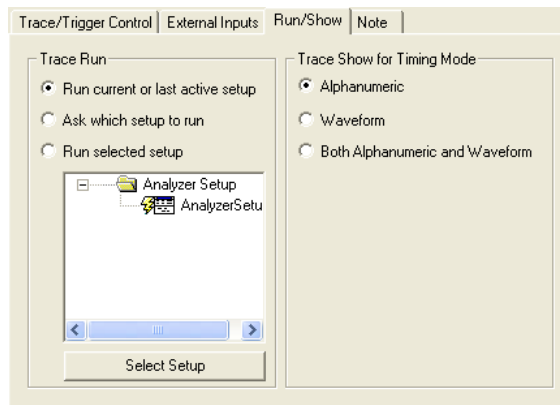 Trace/Trigger Control External Inputs Run/Show Note
Trace Run
Run current or last active setup
Ask which setup to run
Run selected setup
Analyzer Setup
AnalyzerSetu
Select Setup
Trace Show for Timing Mode
Alphanumeric
Waveform
Both Alphanumeric and Waveform